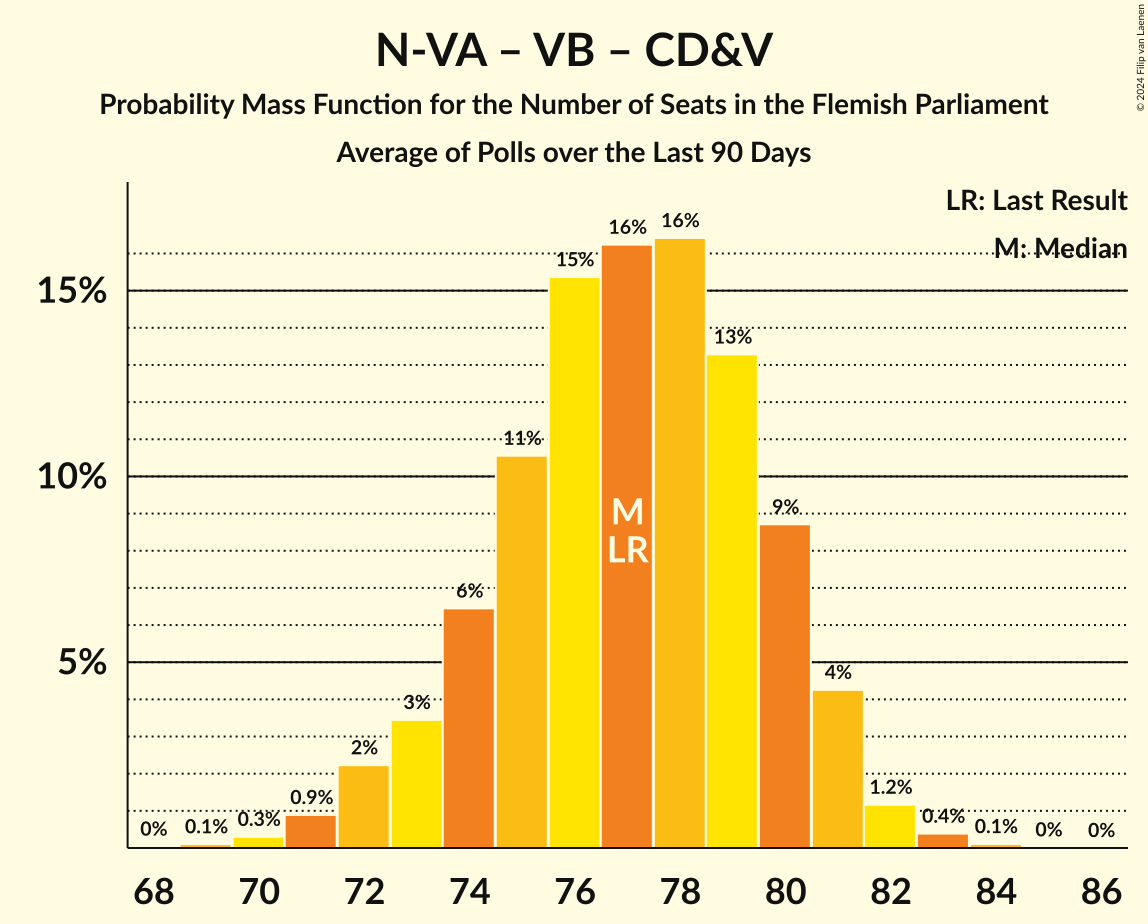 N-VA – VB – CD&V
Probability Mass Function for the Number of Seats in the Flemish Parliament
Average of Polls over the Last 90 Days
© 2024 Filip van Laenen
LR: Last Result
M: Median
15%
10%
5%
0%
0.1%
0.3%
0.9%
2%
3%
6%
11%
15%
16%
16%
13%
9%
4%
1.2%
0.4%
0.1%
0%
0%
M
LR
68 70 72 74 76 78 80 82 84 86